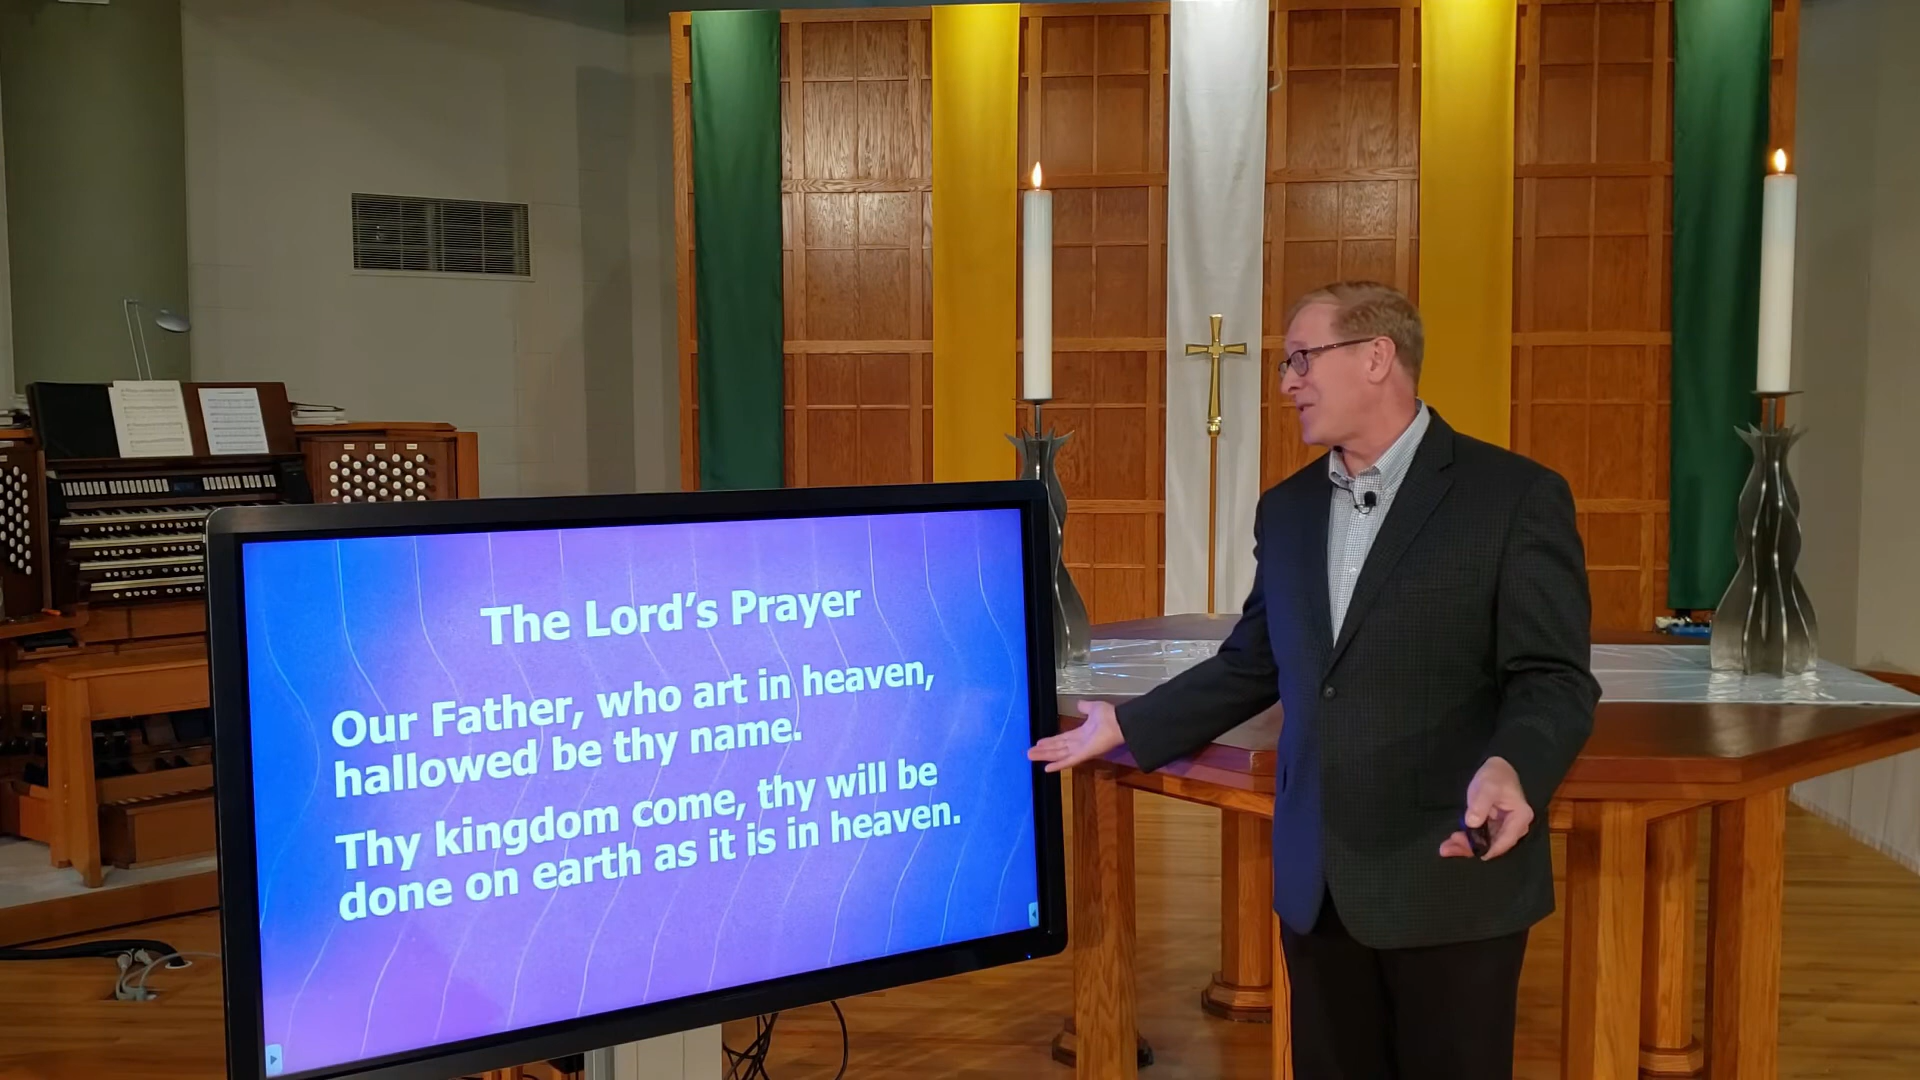 The Lord's Prayer
Our Father, who art in heaven,
hallowed be thy name.
Thy kingdom come, thy will be
done on earth as it is in heaven.